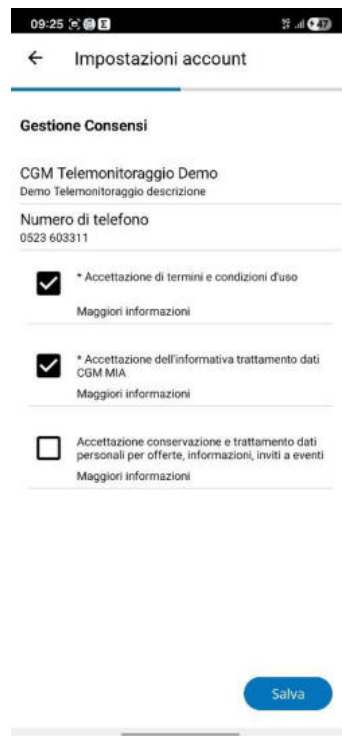 09:25
Impostazioni account
Gestione Consensi
CGM Telemonitoraggio Demo
Demo Telemonitoraggio descrizione
Numero di telefono
0523 603311
* Accettazione di termini e condizioni d'uso
Maggiori informazioni
* Accettazione dell'informativa trattamento dati
CGM MIA
Maggiori informazioni
Accettazione conservazione e trattamento dati
personali per offerte, informazioni, inviti a eventi
Maggiori informazioni
Salva